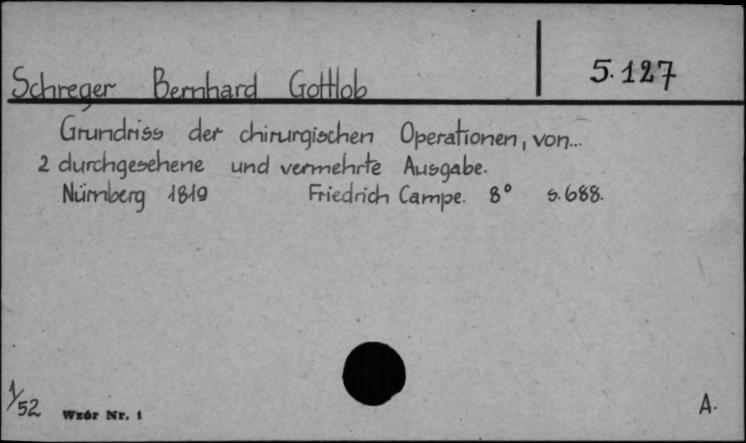 5.127
Schreger Bernhard Gottlob
Grundriss der chirurgischen Operationen, von...
2 durchgesehene und vermehrte Ausgabe.
Nürnberg 1819 Friedrich Campe. 8° s.688.
1/52 Wzór Nr. 1 A.